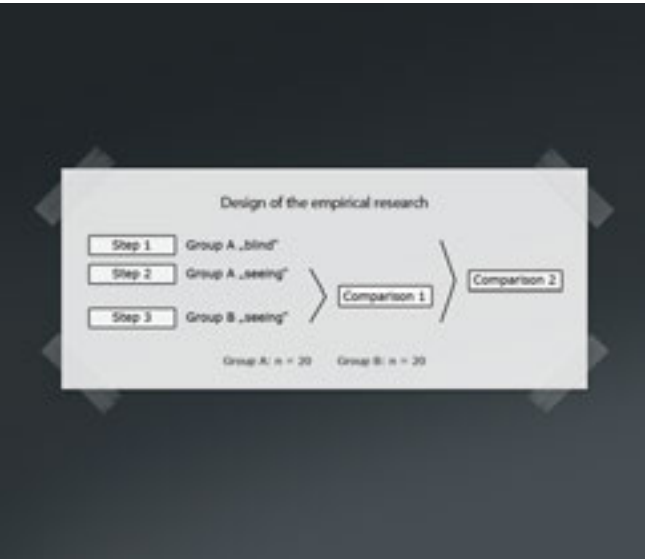 Design of the empirical research
Step 1 Group A „blind“
Step 2 Group A „seeing“
Step 3 Group B „seeing“
Comparison 1
Comparison 2
Group A: n = 20 Group B: n = 20